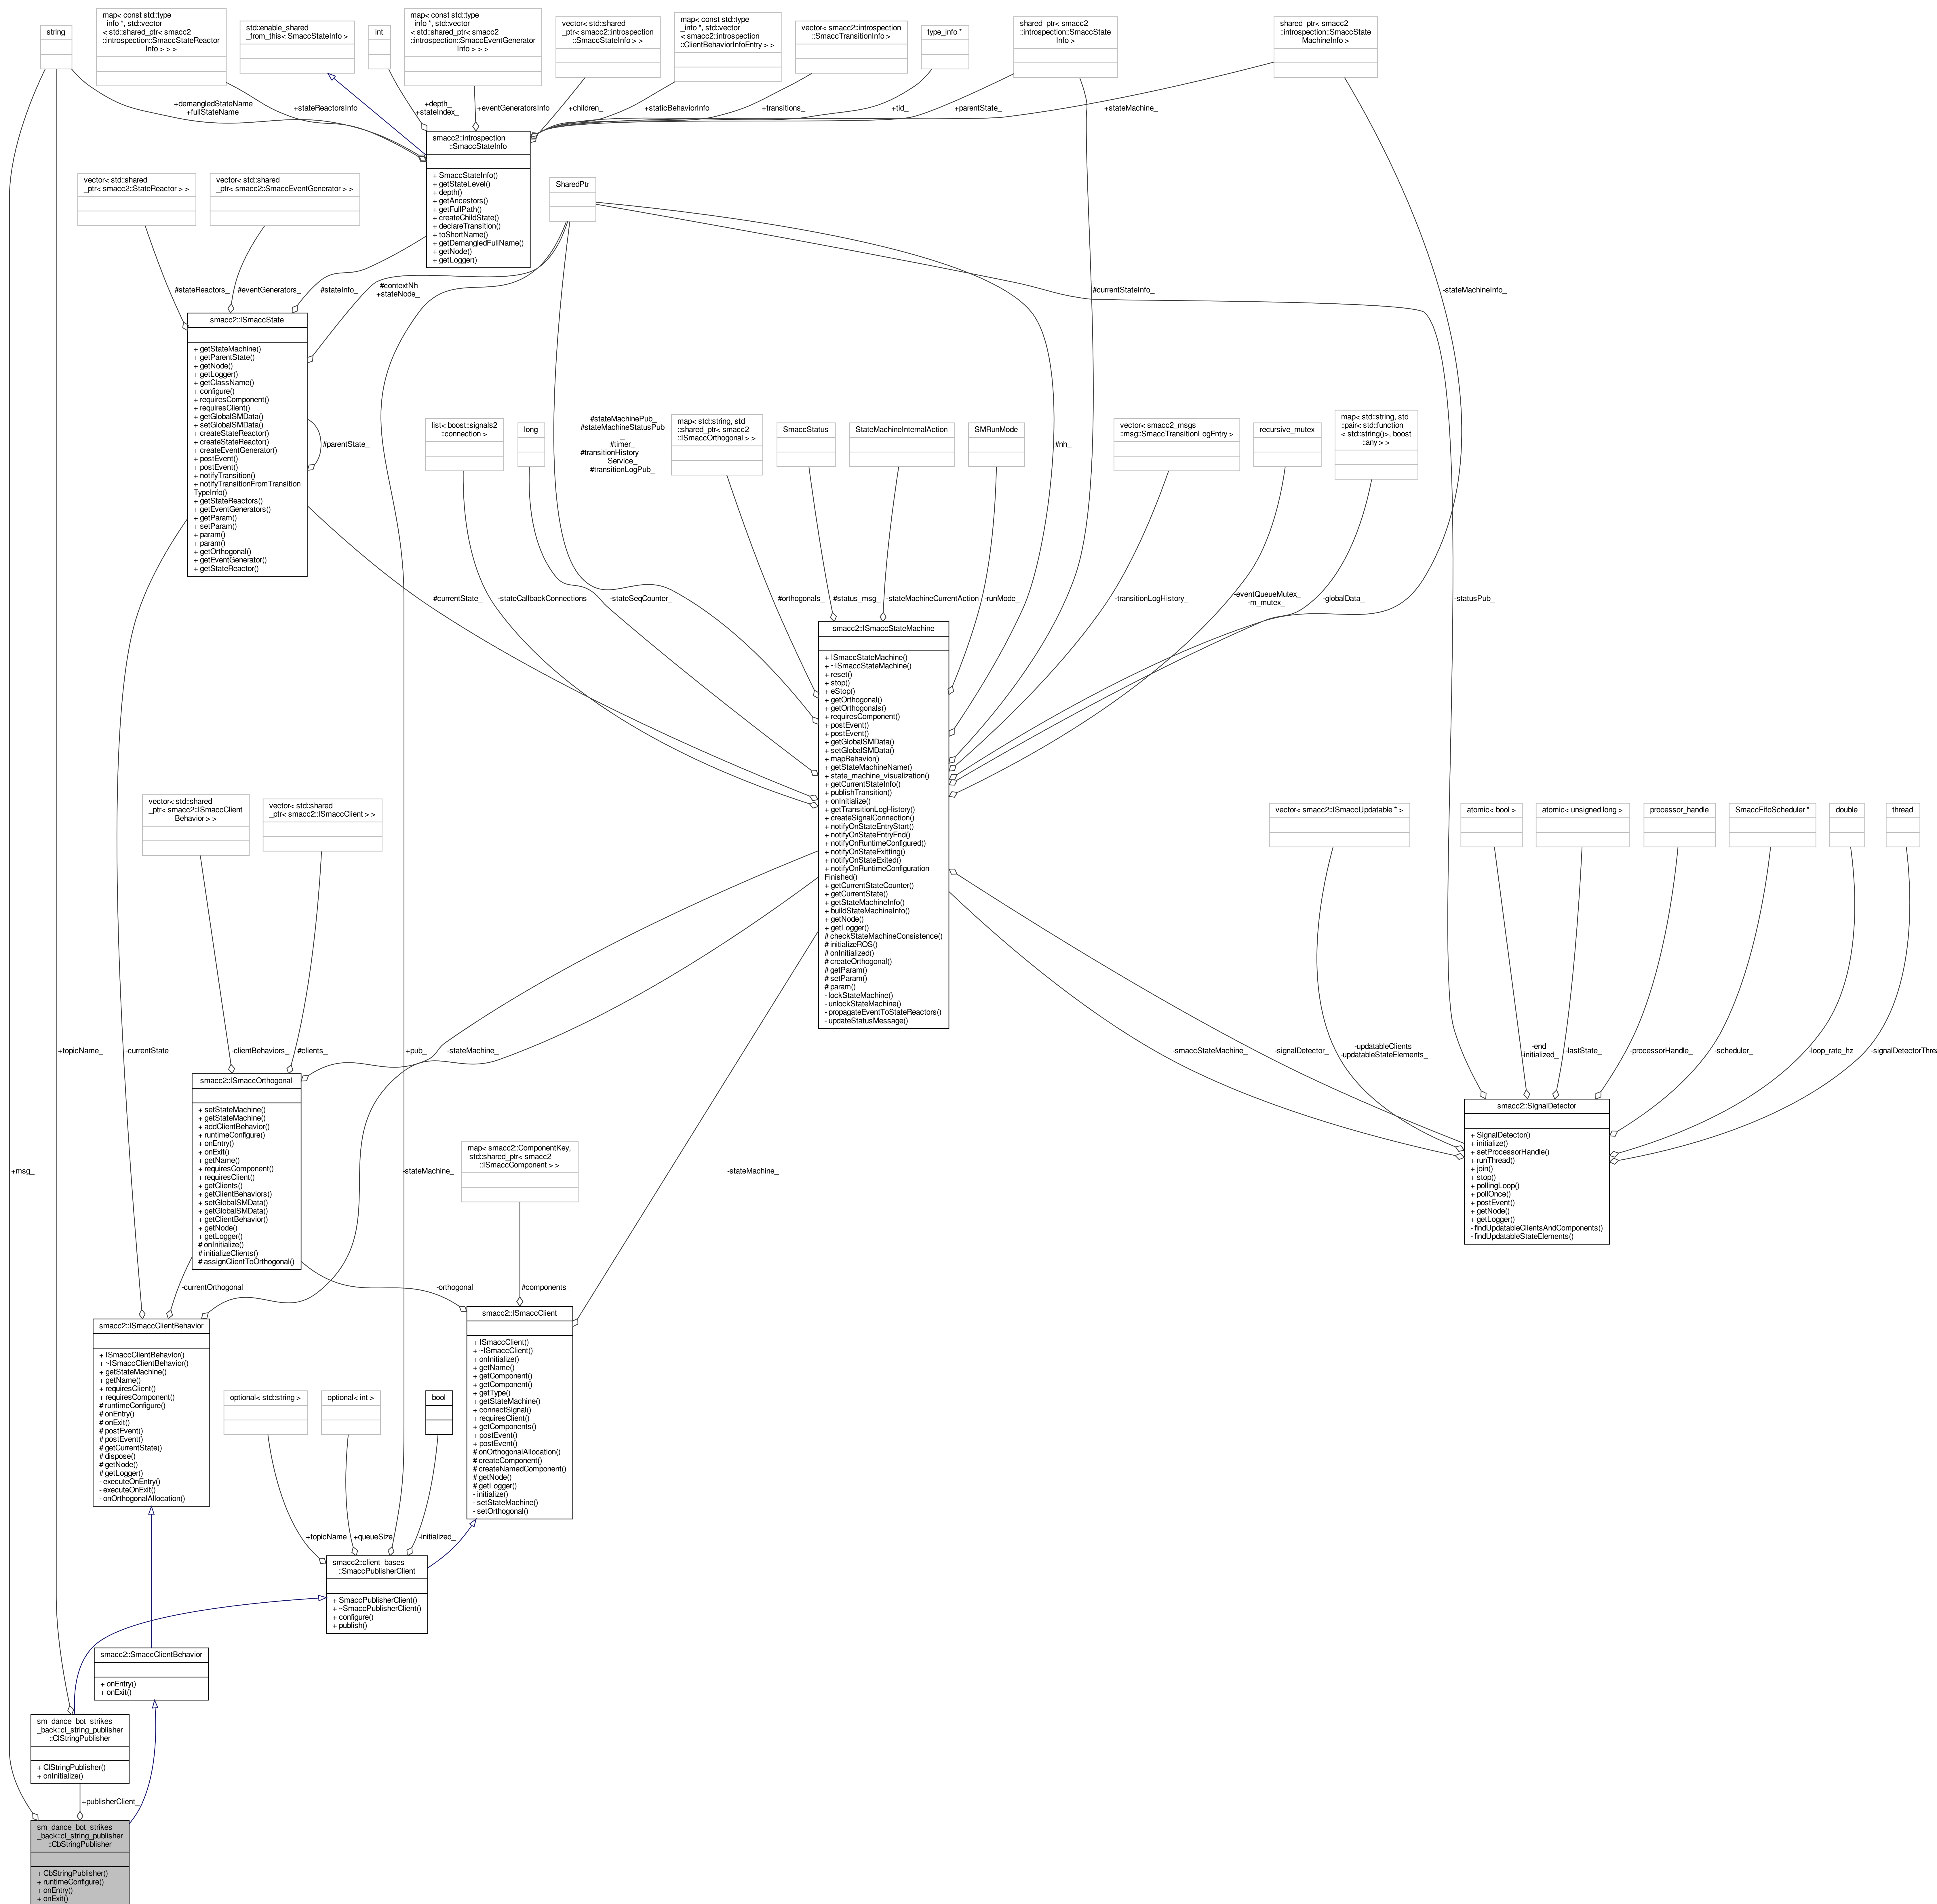 string
map< const std::type
_info *, std::vector
< std::shared_ptr< smacc2
::introspection::SmaccStateReactor
Info > > >
std::enable_shared
_from_this< SmaccStateInfo >
int
map< const std::type
_info *, std::vector
< std::shared_ptr< smacc2
::introspection::SmaccEventGenerator
Info > > >
vector< std::shared
_ptr< smacc2::introspection
::SmaccStateInfo > >
map< const std::type
_info *, std::vector
< smacc2::introspection
::ClientBehaviorInfoEntry > >
vector< smacc2::introspection
::SmaccTransitionInfo >
type_info *
shared_ptr< smacc2
::introspection::SmaccState
Info >
shared_ptr< smacc2
::introspection::SmaccState
MachineInfo >
+demangledStateName
+fullStateName
+stateReactorsInfo
+depth_
+stateIndex_
+eventGeneratorsInfo
+children_
+staticBehaviorInfo
+transitions_
+tid_
+parentState_
+stateMachine_
smacc2::introspection
::SmaccStateInfo
+ SmaccStateInfo()
+ getStateLevel()
+ depth()
+ getAncestors()
+ getFullPath()
+ createChildState()
+ declareTransition()
+ toShortName()
+ getDemangledFullName()
+ getNode()
+ getLogger()
vector< std::shared
_ptr< smacc2::StateReactor > >
vector< std::shared
_ptr< smacc2::SmaccEventGenerator > >
SharedPtr
#stateReactors_
#eventGenerators_
#stateInfo_
#contextNh
+stateNode_
#currentStateInfo_
-stateMachineInfo_
smacc2::ISmaccState
+ getStateMachine()
+ getParentState()
+ getNode()
+ getLogger()
+ getClassName()
+ configure()
+ requiresComponent()
+ requiresClient()
+ getGlobalSMData()
+ setGlobalSMData()
+ createStateReactor()
+ createStateReactor()
+ createEventGenerator()
+ postEvent()
+ postEvent()
+ notifyTransition()
+ notifyTransitionFromTransition
TypeInfo()
+ getStateReactors()
+ getEventGenerators()
+ getParam()
+ setParam()
+ param()
+ param()
+ getOrthogonal()
+ getEventGenerator()
+ getStateReactor()
#parentState_
list< boost::signals2
::connection >
long
#stateMachinePub_
#stateMachineStatusPub
_
#timer_
#transitionHistory
Service_
#transitionLogPub_
map< std::string, std
::shared_ptr< smacc2
::ISmaccOrthogonal > >
SmaccStatus
StateMachineInternalAction
SMRunMode
#nh_
vector< smacc2_msgs
::msg::SmaccTransitionLogEntry >
recursive_mutex
map< std::string, std
::pair< std::function
< std::string()>, boost
::any > >
#currentState_
-stateCallbackConnections
-stateSeqCounter_
#orthogonals_
#status_msg_
-stateMachineCurrentAction
-runMode_
-transitionLogHistory_
-eventQueueMutex_
-m_mutex_
-globalData_
-statusPub_
smacc2::ISmaccStateMachine
+ ISmaccStateMachine()
+ ~ISmaccStateMachine()
+ reset()
+ stop()
+ eStop()
+ getOrthogonal()
+ getOrthogonals()
+ requiresComponent()
+ postEvent()
+ postEvent()
+ getGlobalSMData()
+ setGlobalSMData()
+ mapBehavior()
+ getStateMachineName()
+ state_machine_visualization()
+ getCurrentStateInfo()
+ publishTransition()
+ onInitialize()
+ getTransitionLogHistory()
+ createSignalConnection()
+ notifyOnStateEntryStart()
+ notifyOnStateEntryEnd()
+ notifyOnRuntimeConfigured()
+ notifyOnStateExitting()
+ notifyOnStateExited()
+ notifyOnRuntimeConfiguration
Finished()
+ getCurrentStateCounter()
+ getCurrentState()
+ getStateMachineInfo()
+ buildStateMachineInfo()
+ getNode()
+ getLogger()
# checkStateMachineConsistence()
# initializeROS()
# onInitialized()
# createOrthogonal()
# getParam()
# setParam()
# param()
- lockStateMachine()
- unlockStateMachine()
- propagateEventToStateReactors()
- updateStatusMessage()
vector< std::shared
_ptr< smacc2::ISmaccClient
Behavior > >
vector< std::shared
_ptr< smacc2::ISmaccClient > >
vector< smacc2::ISmaccUpdatable * >
atomic< bool >
atomic< unsigned long >
processor_handle
SmaccFifoScheduler *
double
thread
+topicName_
-currentState
-clientBehaviors_
#clients_
+pub_
-stateMachine_
-smaccStateMachine_
-signalDetector_
-updatableClients_
-updatableStateElements_
-end_
-initialized_
-lastState_
-processorHandle_
-scheduler_
-loop_rate_hz
-signalDetectorThre
smacc2::ISmaccOrthogonal
+ setStateMachine()
+ getStateMachine()
+ addClientBehavior()
+ runtimeConfigure()
+ onEntry()
+ onExit()
+ getName()
+ requiresComponent()
+ requiresClient()
+ getClients()
+ getClientBehaviors()
+ setGlobalSMData()
+ getGlobalSMData()
+ getClientBehavior()
+ getNode()
+ getLogger()
# onInitialize()
# initializeClients()
# assignClientToOrthogonal()
smacc2::SignalDetector
+ SignalDetector()
+ initialize()
+ setProcessorHandle()
+ runThread()
+ join()
+ stop()
+ pollingLoop()
+ pollOnce()
+ postEvent()
+ getNode()
+ getLogger()
- findUpdatableClientsAndComponents()
- findUpdatableStateElements()
+msg_
-stateMachine_
map< smacc2::ComponentKey,
std::shared_ptr< smacc2
::ISmaccComponent > >
-stateMachine_
-currentOrthogonal
-orthogonal_
#components_
smacc2::ISmaccClientBehavior
+ ISmaccClientBehavior()
+ ~ISmaccClientBehavior()
+ getStateMachine()
+ getName()
+ requiresClient()
+ requiresComponent()
# runtimeConfigure()
# onEntry()
# onExit()
# postEvent()
# postEvent()
# getCurrentState()
# dispose()
# getNode()
# getLogger()
- executeOnEntry()
- executeOnExit()
- onOrthogonalAllocation()
smacc2::ISmaccClient
+ ISmaccClient()
+ ~ISmaccClient()
+ onInitialize()
+ getName()
+ getComponent()
+ getComponent()
+ getType()
+ getStateMachine()
+ connectSignal()
+ requiresClient()
+ getComponents()
+ postEvent()
+ postEvent()
# onOrthogonalAllocation()
# createComponent()
# createNamedComponent()
# getNode()
# getLogger()
- initialize()
- setStateMachine()
- setOrthogonal()
optional< std::string >
optional< int >
bool
+topicName
+queueSize
-initialized_
smacc2::client_bases
::SmaccPublisherClient
+ SmaccPublisherClient()
+ ~SmaccPublisherClient()
+ configure()
+ publish()
smacc2::SmaccClientBehavior
+ onEntry()
+ onExit()
sm_dance_bot_strikes
_back::cl_string_publisher
::ClStringPublisher
+ ClStringPublisher()
+ onInitialize()
+publisherClient_
sm_dance_bot_strikes
_back::cl_string_publisher
::CbStringPublisher
+ CbStringPublisher()
+ runtimeConfigure()
+ onEntry()
+ onExit()